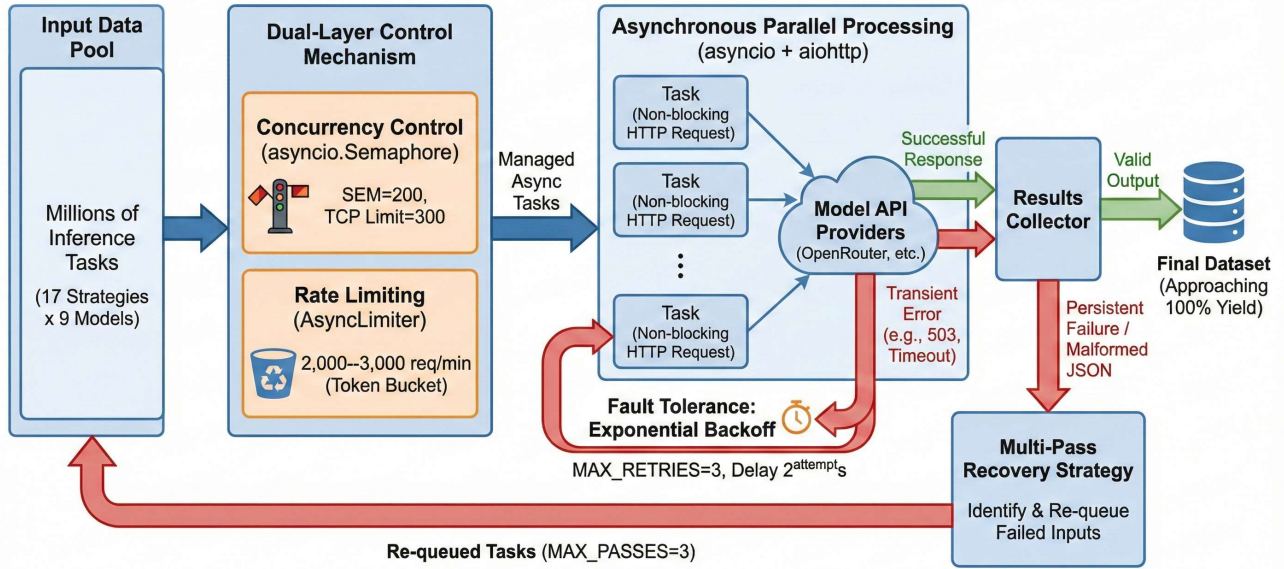 Input Data
Pool
Millions of
Inference
Tasks
(17 Strategies
x 9 Models)
Dual-Layer Control
Mechanism
Concurrency Control
(asyncio.Semaphore)
SEM=200,
TCP Limit=300
Rate Limiting
(AsyncLimiter)
2,000--3,000 req/min
(Token Bucket)
Managed
Async
Tasks
Asynchronous Parallel Processing
(asyncio + aiohttp)
Task
(Non-blocking
HTTP Request)
Task
(Non-blocking
HTTP Request)
Task
(Non-blocking
HTTP Request)
Model API
Providers
(OpenRouter, etc.)
Successful
Response
Transient
Error
(e.g., 503,
Timeout)
Fault Tolerance:
Exponential Backoff
MAX_RETRIES=3, Delay 2^attempt s
Results
Collector
Valid
Output
Final Dataset
(Approaching
100% Yield)
Persistent
Failure /
Malformed
JSON
Multi-Pass
Recovery Strategy
Identify & Re-queue
Failed Inputs
Re-queued Tasks (MAX_PASSES=3)